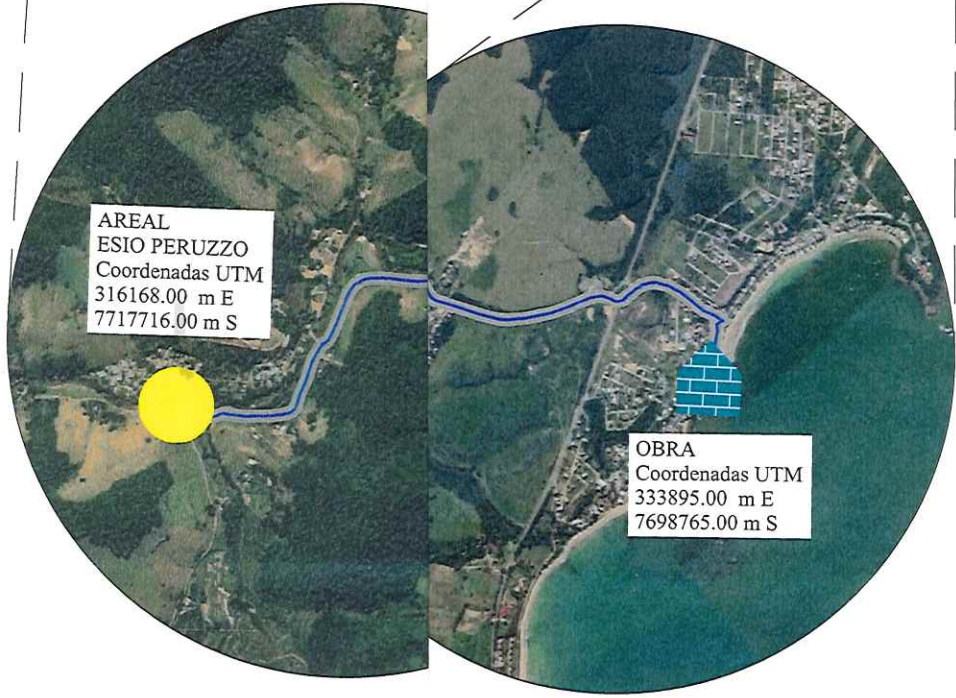 AREAL
ESIO PERUZZO
Coordenadas UTM
316168.00 m E
7717716.00 m S
OBRA
Coordenadas UTM
333895.00 m E
7698765.00 m S